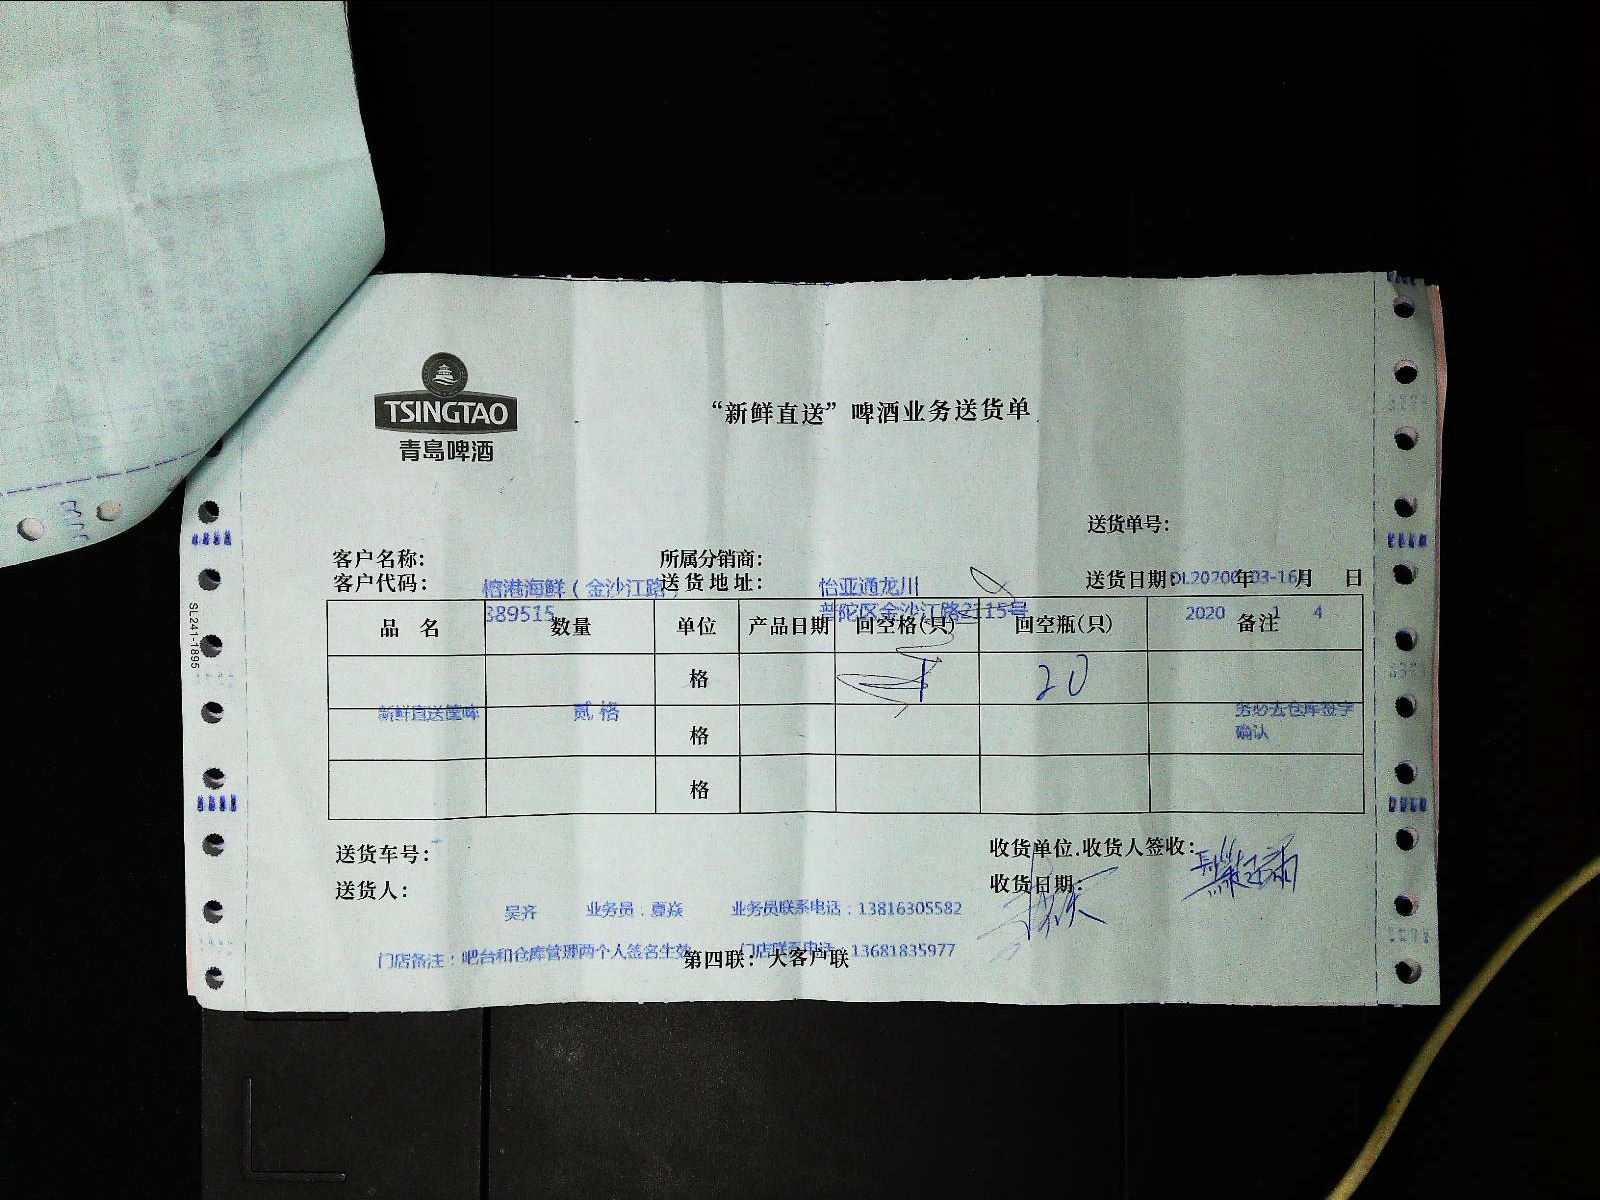 TSINGTAO
青岛啤酒
“新鲜直送”啤酒业务送货单
送货单号:
客户名称: 所属分销商:
客户代码: 榕港海鲜(金沙江路) 送货地址: 怡亚通龙川 送货日期: 年 月 日
389515 普陀区金沙江路2115号 2020 1 4
品名 数量 单位 产品日期 回空格(只) 回空瓶(只) 备注
格 20
新鲜直送 贰格 务必去仓库签字
格 确认
格
送货车号: 收货单位.收货人签收:
送货人: 收货日期:
吴齐 业务员:夏焱 业务员联系电话:13816305582
门店备注:吧台和仓库管理两个人签名生效 门店联系电话:13681835977
第四联:大客户联
SL241-1895